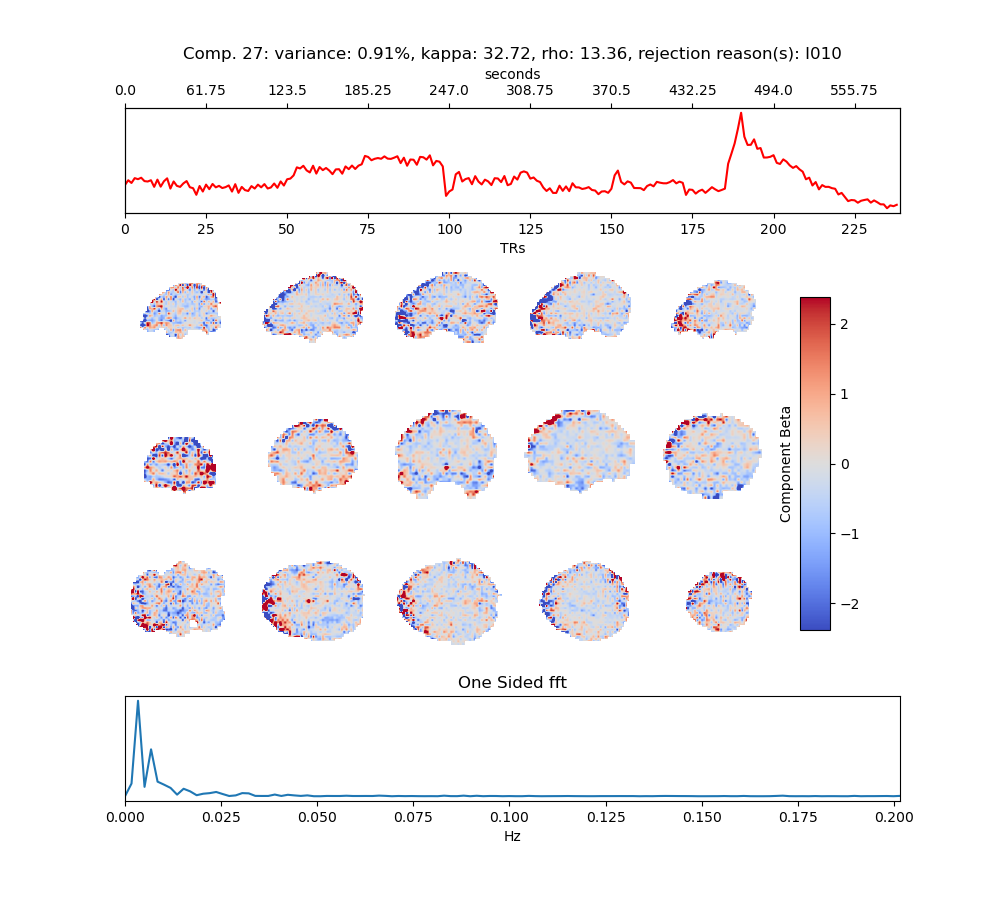 Comp. 27: variance: 0.91%, kappa: 32.72, rho: 13.36, rejection reason(s): I010
seconds
0.0 61.75 123.5 185.25 247.0 308.75 370.5 432.25 494.0 555.75
0 25 50 75 100 125 150 175 200 225
TRs
2
1
0
−1
−2
Component Beta
One Sided fft
0.000 0.025 0.050 0.075 0.100 0.125 0.150 0.175 0.200
Hz